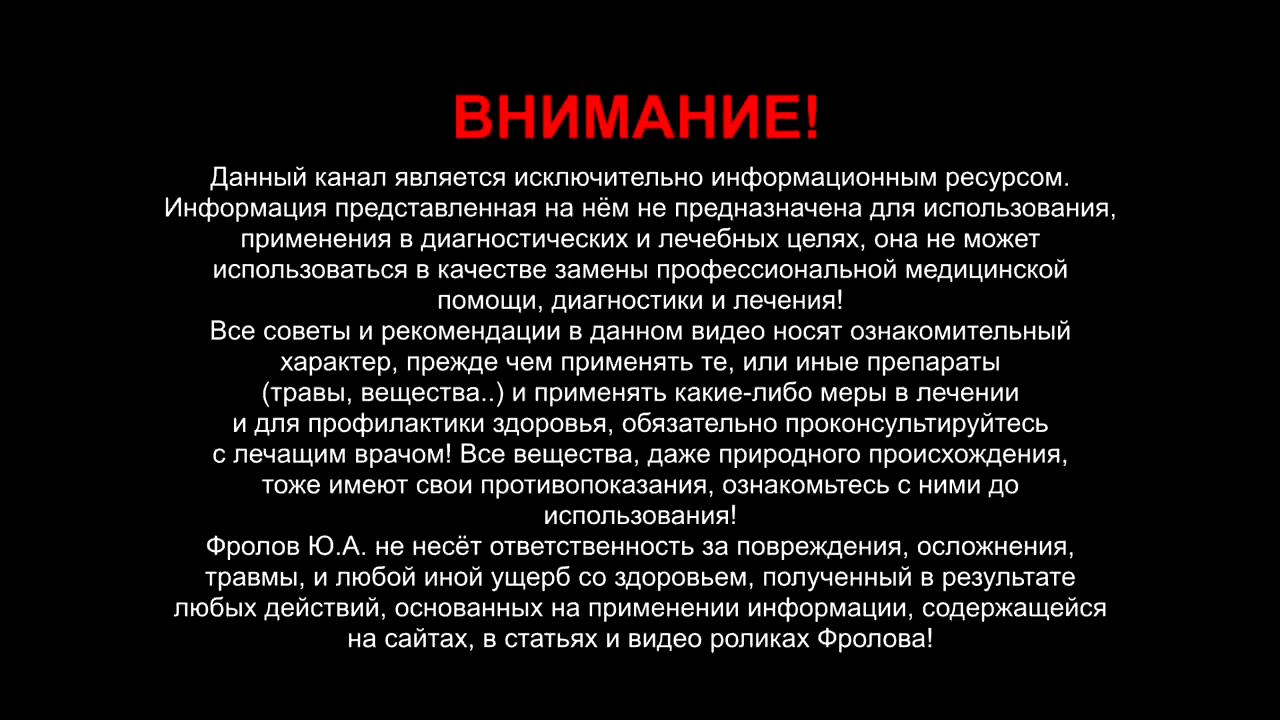 ВНИМАНИЕ!
Данный канал является исключительно информационным ресурсом.
Информация представленная на нём не предназначена для использования,
применения в диагностических и лечебных целях, она не может
использоваться в качестве замены профессиональной медицинской
помощи, диагностики и лечения!
Все советы и рекомендации в данном видео носят ознакомительный
характер, прежде чем применять те, или иные препараты
(травы, вещества..) и применять какие-либо меры в лечении
и для профилактики здоровья, обязательно проконсультируйтесь
с лечащим врачом! Все вещества, даже природного происхождения,
тоже имеют свои противопоказания, ознакомьтесь с ними до
использования!
Фролов Ю.А. не несёт ответственность за повреждения, осложнения,
травмы, и любой иной ущерб со здоровьем, полученный в результате
любых действий, основанных на применении информации, содержащейся
на сайтах, в статьях и видео роликах Фролова!